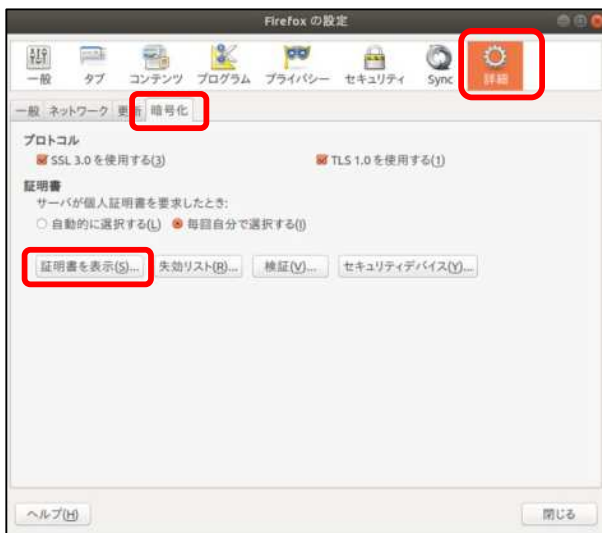 Firefox の設定
一般 タブ コンテンツ プログラム プライバシー セキュリティ Sync 詳細
一般 ネットワーク 更新 暗号化
プロトコル
SSL 3.0 を使用する(3) TLS 1.0 を使用する(1)
証明書
サーバが個人証明書を要求したとき:
自動的に選択する(L) 毎回自分で選択する(I)
証明書を表示(S)... 失効リスト(R)... 検証(V)... セキュリティデバイス(Y)...
ヘルプ(H) 閉じる